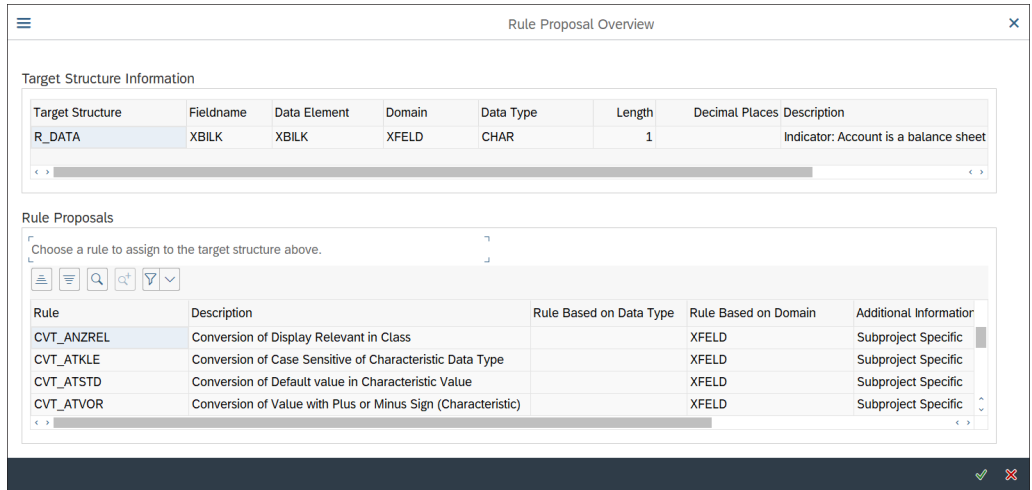 Rule Proposal Overview
Target Structure Information
Target Structure Fieldname Data Element Domain Data Type Length Decimal Places Description
R_DATA XBILK XBILK XFELD CHAR 1 Indicator: Account is a balance sheet
Rule Proposals
Choose a rule to assign to the target structure above.
Rule Description Rule Based on Data Type Rule Based on Domain Additional Information
CVT_ANZREL Conversion of Display Relevant in Class XFELD Subproject Specific
CVT_ATKLE Conversion of Case Sensitive of Characteristic Data Type XFELD Subproject Specific
CVT_ATSTD Conversion of Default value in Characteristic Value XFELD Subproject Specific
CVT_ATVOR Conversion of Value with Plus or Minus Sign (Characteristic) XFELD Subproject Specific